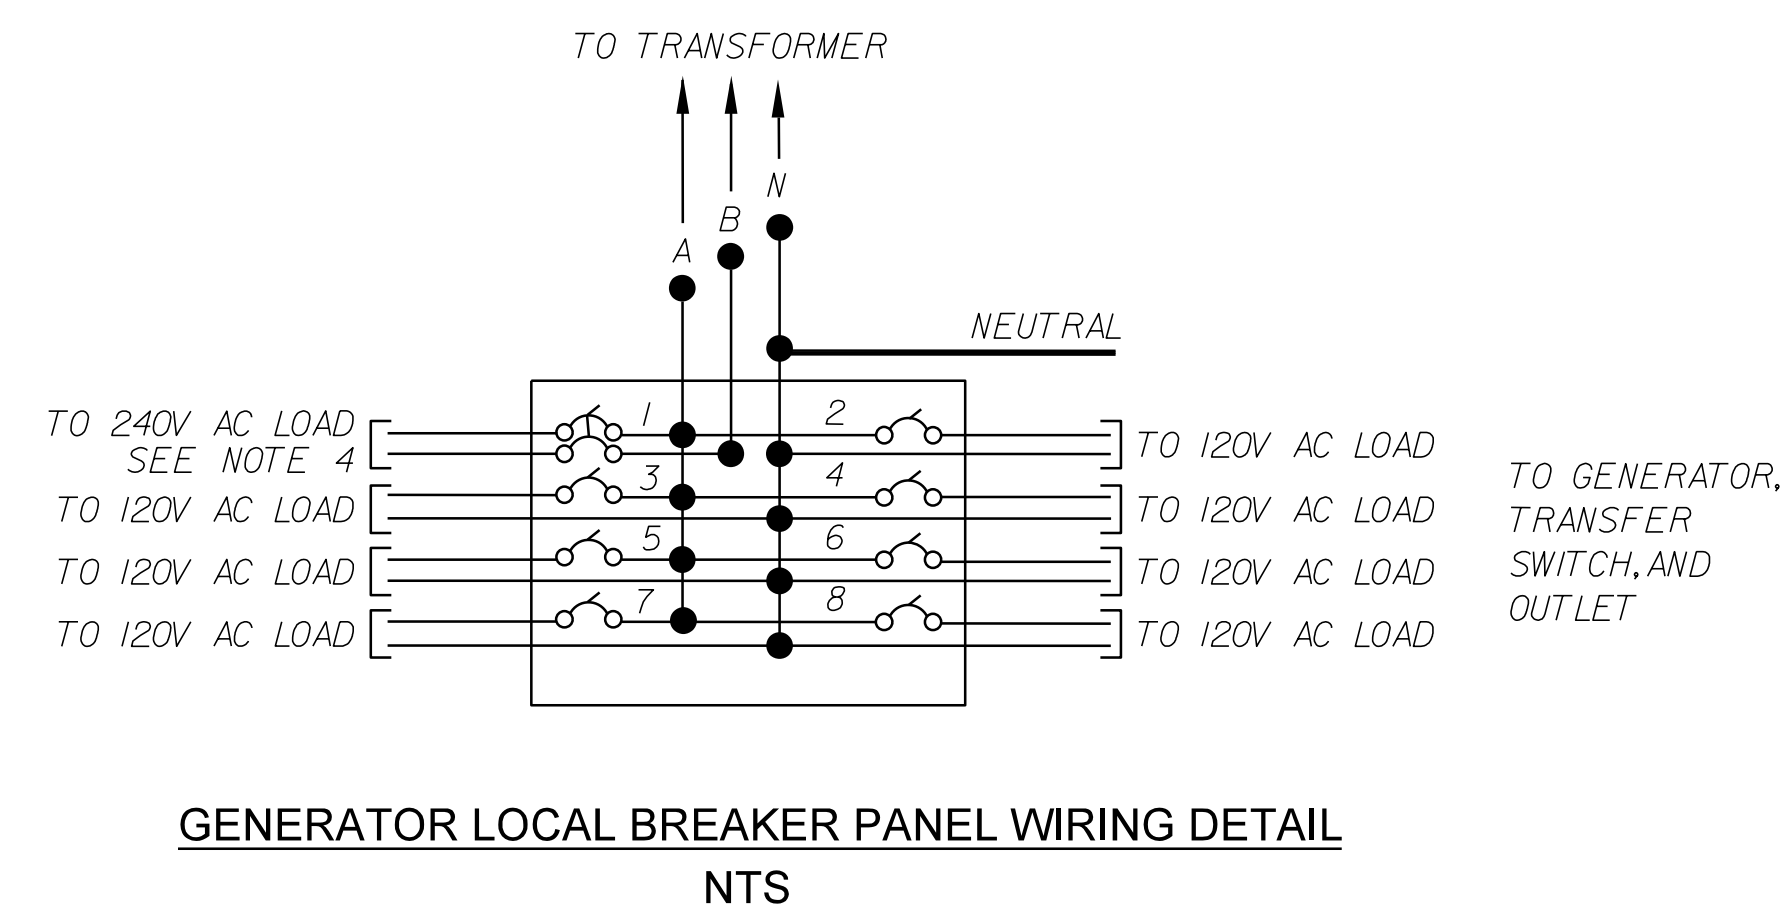 TO TRANSFORMER
N
B
A
NEUTRAL
TO 240V AC LOAD
SEE NOTE 4
1
2
TO 120V AC LOAD
TO 120V AC LOAD
3
4
TO 120V AC LOAD
TO 120V AC LOAD
5
6
TO 120V AC LOAD
TO 120V AC LOAD
7
8
TO 120V AC LOAD
TO GENERATOR,
TRANSFER
SWITCH, AND
OUTLET
GENERATOR LOCAL BREAKER PANEL WIRING DETAIL
NTS